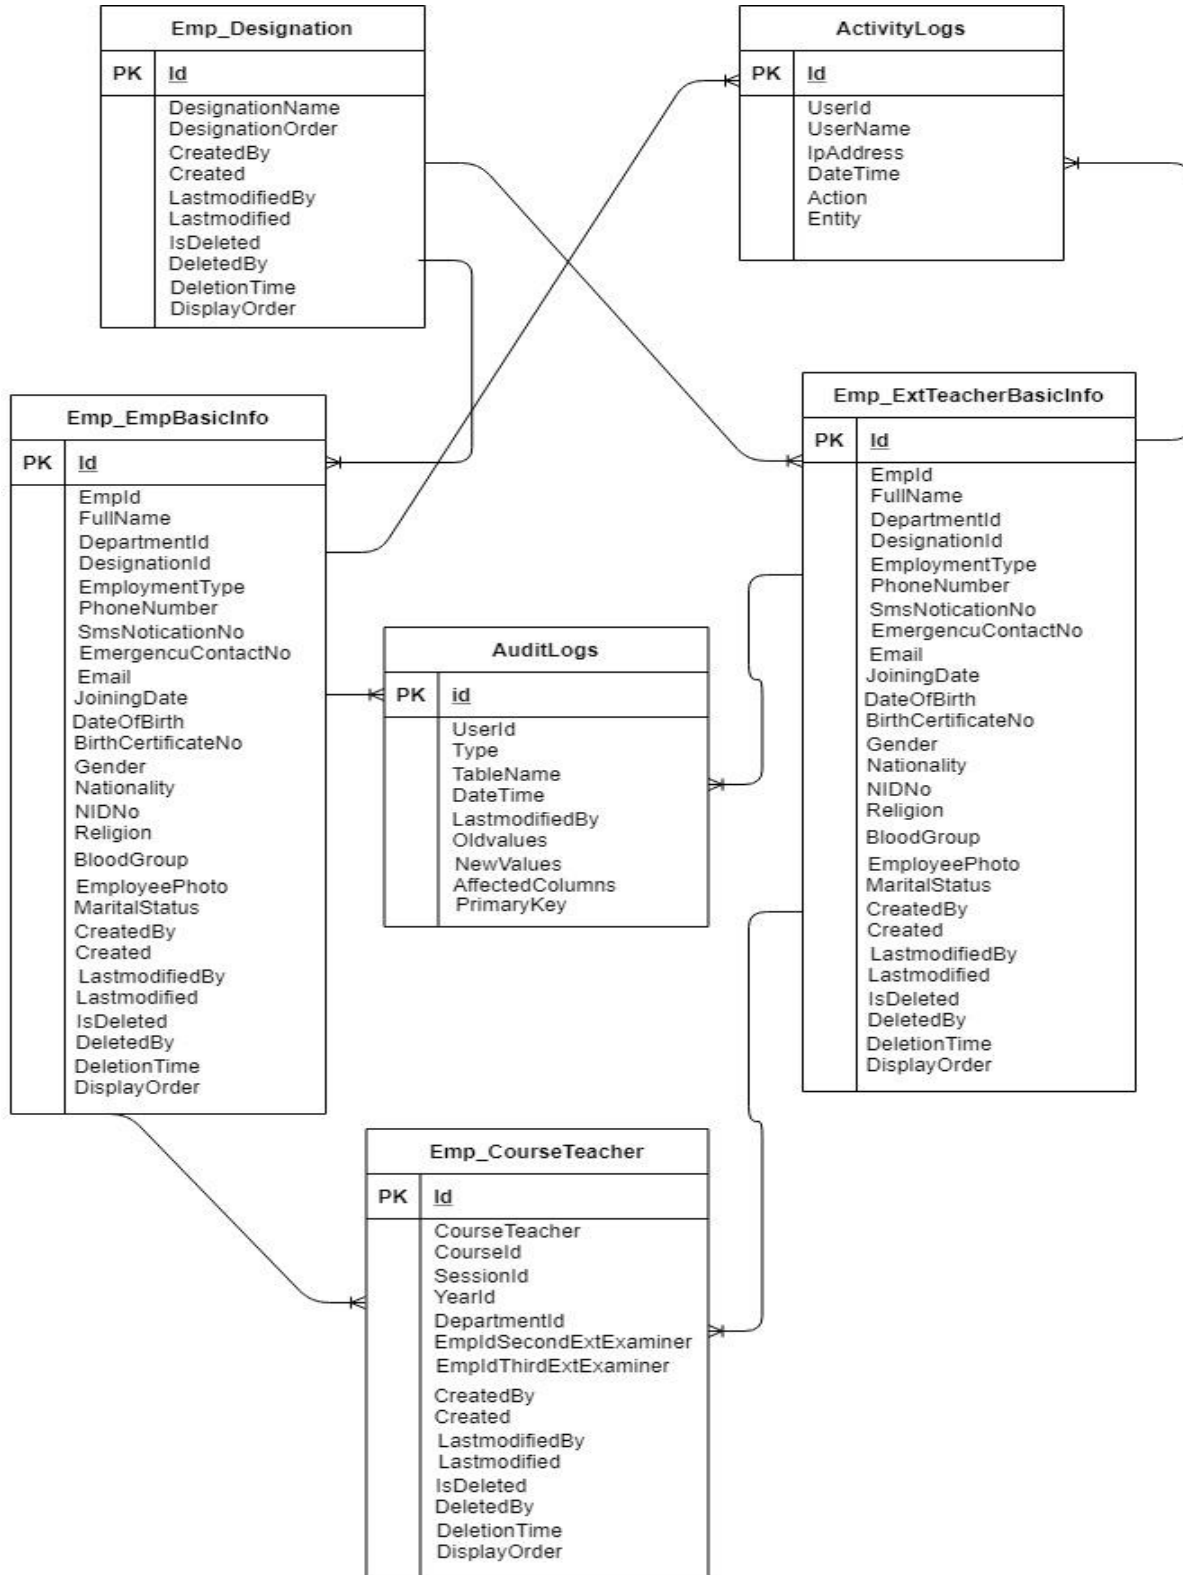 Emp_Designation
PK Id
DesignationName
DesignationOrder
CreatedBy
Created
LastmodifiedBy
Lastmodified
IsDeleted
DeletedBy
DeletionTime
DisplayOrder
ActivityLogs
PK Id
UserId
UserName
IpAddress
DateTime
Action
Entity
Emp_EmpBasicInfo
PK Id
EmpId
FullName
DepartmentId
DesignationId
EmploymentType
PhoneNumber
SmsNoticationNo
EmergencuContactNo
Email
JoiningDate
DateOfBirth
BirthCertificateNo
Gender
Nationality
NIDNo
Religion
BloodGroup
EmployeePhoto
MaritalStatus
CreatedBy
Created
LastmodifiedBy
Lastmodified
IsDeleted
DeletedBy
DeletionTime
DisplayOrder
AuditLogs
PK id
UserId
Type
TableName
DateTime
LastmodifiedBy
Oldvalues
NewValues
AffectedColumns
PrimaryKey
Emp_ExtTeacherBasicInfo
PK Id
EmpId
FullName
DepartmentId
DesignationId
EmploymentType
PhoneNumber
SmsNoticationNo
EmergencuContactNo
Email
JoiningDate
DateOfBirth
BirthCertificateNo
Gender
Nationality
NIDNo
Religion
BloodGroup
EmployeePhoto
MaritalStatus
CreatedBy
Created
LastmodifiedBy
Lastmodified
IsDeleted
DeletedBy
DeletionTime
DisplayOrder
Emp_CourseTeacher
PK Id
CourseTeacher
CourseId
SessionId
YearId
DepartmentId
EmpIdSecondExtExaminer
EmpIdThirdExtExaminer
CreatedBy
Created
LastmodifiedBy
Lastmodified
IsDeleted
DeletedBy
DeletionTime
DisplayOrder